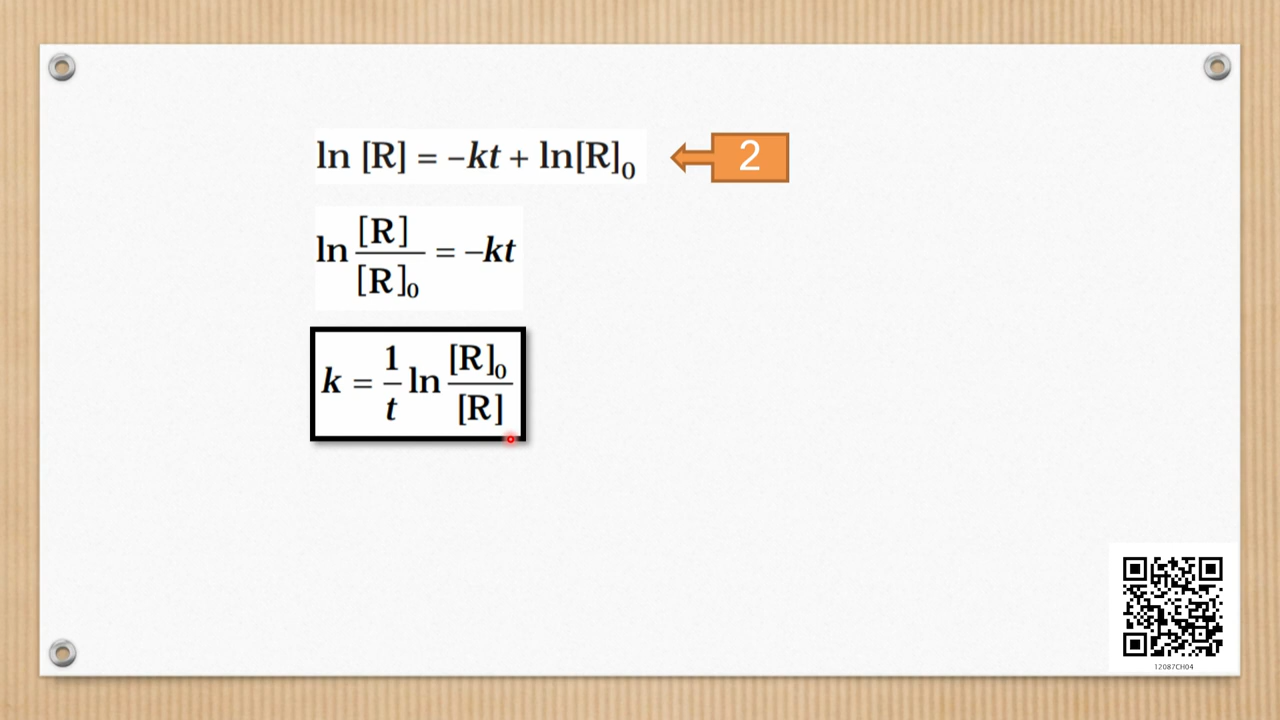 ln [R] = –kt + ln[R]₀
2
ln [R]/[R]₀ = –kt
k = 1/t ln [R]₀/[R]
12087CH04